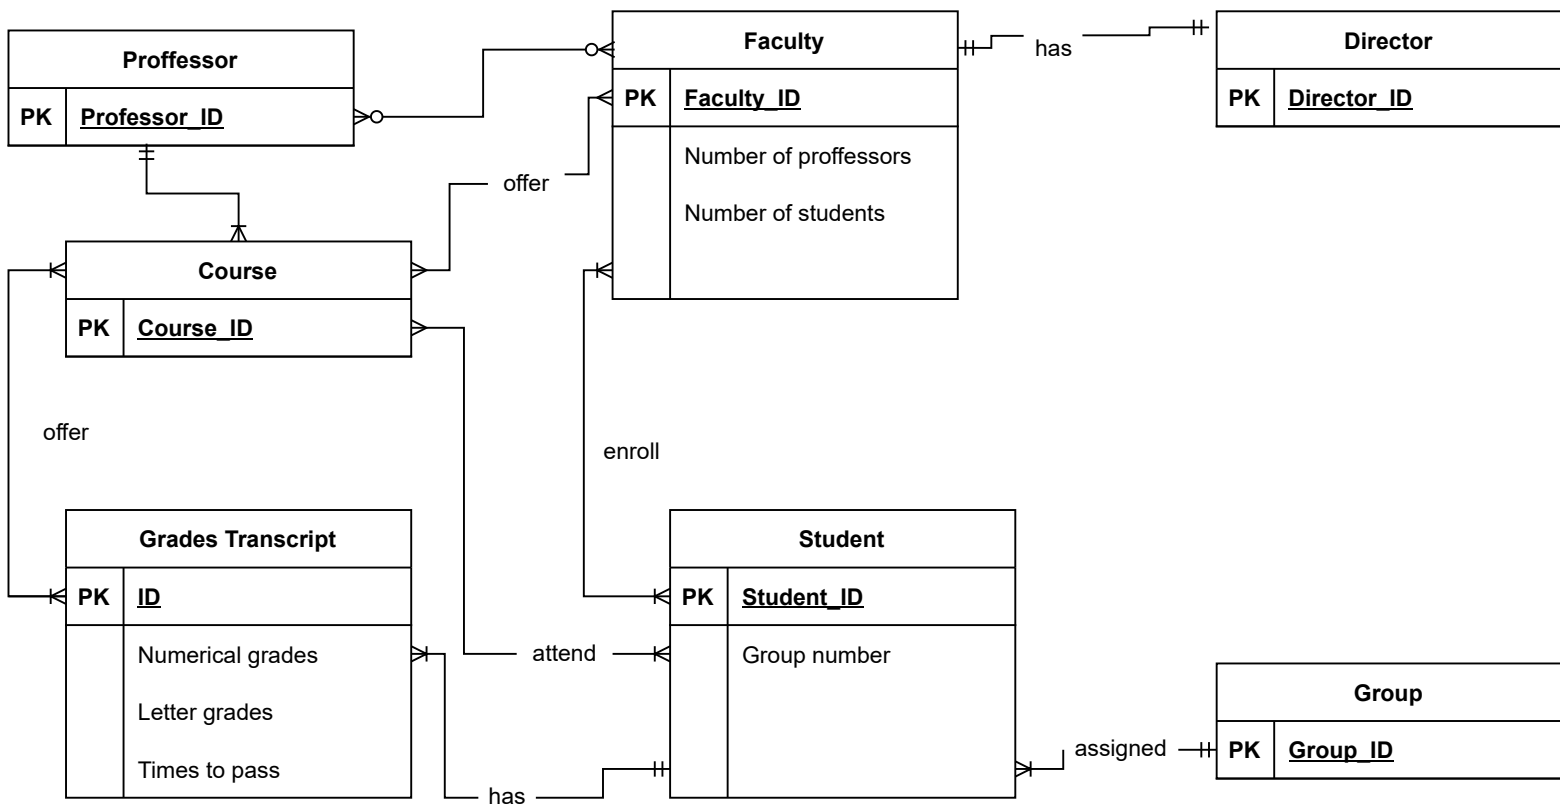 Proffessor
PK Professor_ID
Faculty
PK Faculty_ID
Number of proffessors
Number of students
has
Director
PK Director_ID
offer
Course
PK Course_ID
offer
enroll
Grades Transcript
PK ID
Numerical grades
Letter grades
Times to pass
attend
has
Student
PK Student_ID
Group number
assigned
Group
PK Group_ID